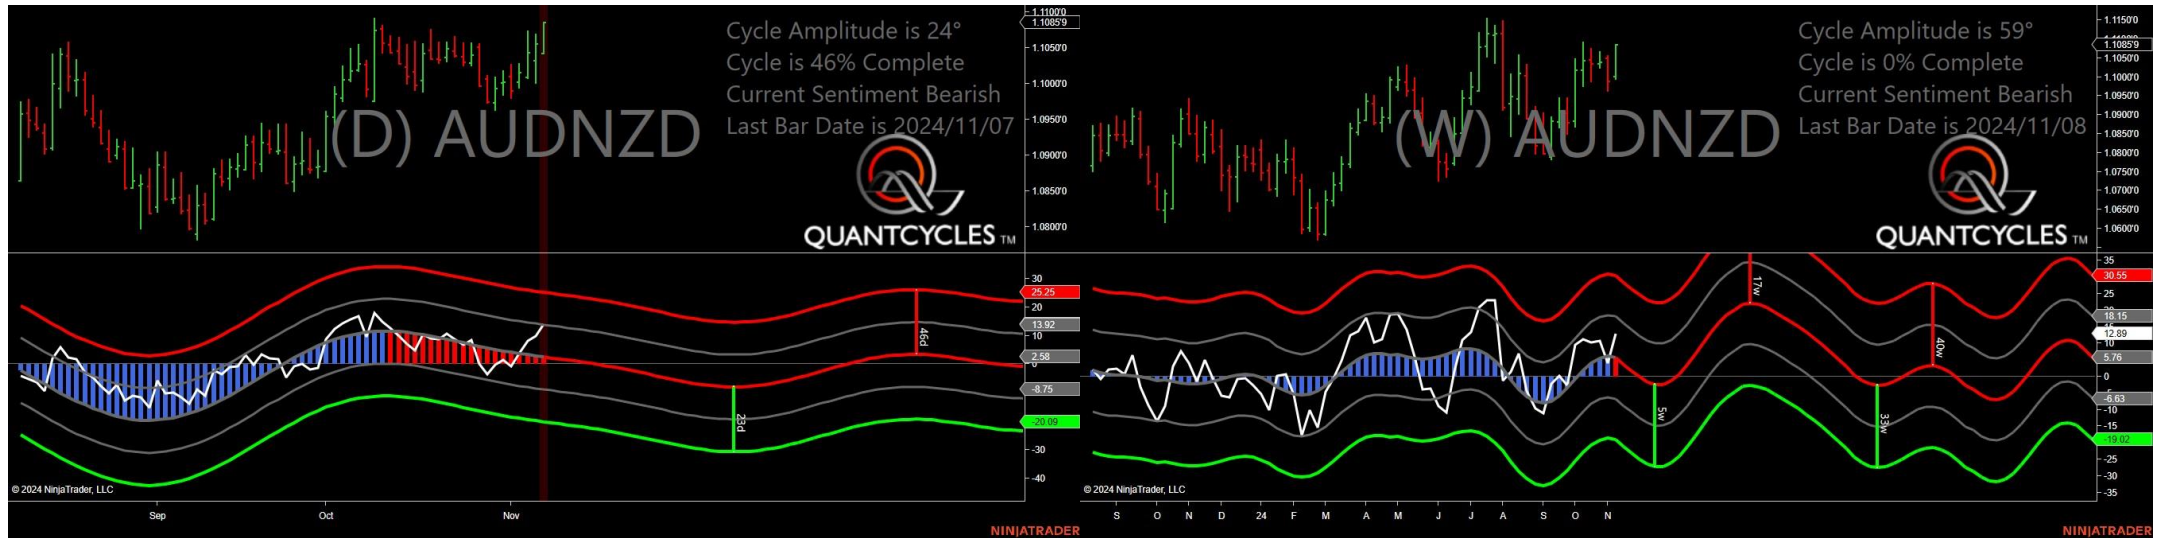 Cycle Amplitude is 24°
Cycle is 46% Complete
Current Sentiment Bearish
Last Bar Date is 2024/11/07
(D) AUDNZD
QUANTCYCLES TM
1.1100'0
1.1085'9
1.1050'0
1.1000'0
1.0950'0
1.0900'0
1.0850'0
1.0800'0
30
25.25
20
13.92
10
2.58
0
-8.75
-20.09
-30
-40
46d
23d
© 2024 NinjaTrader, LLC
Sep Oct Nov
NINJATRADER
Cycle Amplitude is 59°
Cycle is 0% Complete
Current Sentiment Bearish
Last Bar Date is 2024/11/08
(W) AUDNZD
QUANTCYCLES TM
1.1150'0
1.1085'9
1.1050'0
1.1000'0
1.0950'0
1.0900'0
1.0850'0
1.0800'0
1.0750'0
1.0700'0
1.0650'0
1.0600'0
35
30.55
25
18.15
12.89
10
5.76
0
-6.63
-10
-15
-19.02
-25
-30
-35
17w
40w
5w
33w
© 2024 NinjaTrader, LLC
S O N D 24 F M A M J J A S O N
NINJATRADER